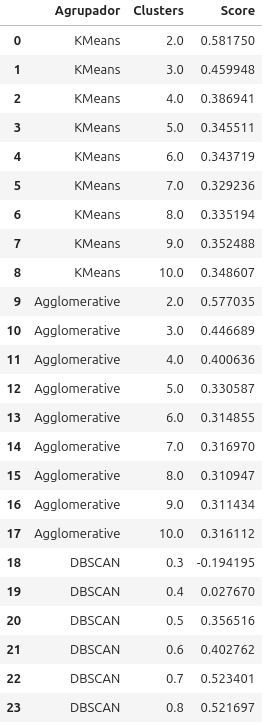 Agrupador Clusters Score
0 KMeans 2.0 0.581750
1 KMeans 3.0 0.459948
2 KMeans 4.0 0.386941
3 KMeans 5.0 0.345511
4 KMeans 6.0 0.343719
5 KMeans 7.0 0.329236
6 KMeans 8.0 0.335194
7 KMeans 9.0 0.352488
8 KMeans 10.0 0.348607
9 Agglomerative 2.0 0.577035
10 Agglomerative 3.0 0.446689
11 Agglomerative 4.0 0.400636
12 Agglomerative 5.0 0.330587
13 Agglomerative 6.0 0.314855
14 Agglomerative 7.0 0.316970
15 Agglomerative 8.0 0.310947
16 Agglomerative 9.0 0.311434
17 Agglomerative 10.0 0.316112
18 DBSCAN 0.3 -0.194195
19 DBSCAN 0.4 0.027670
20 DBSCAN 0.5 0.356516
21 DBSCAN 0.6 0.402762
22 DBSCAN 0.7 0.523401
23 DBSCAN 0.8 0.521697